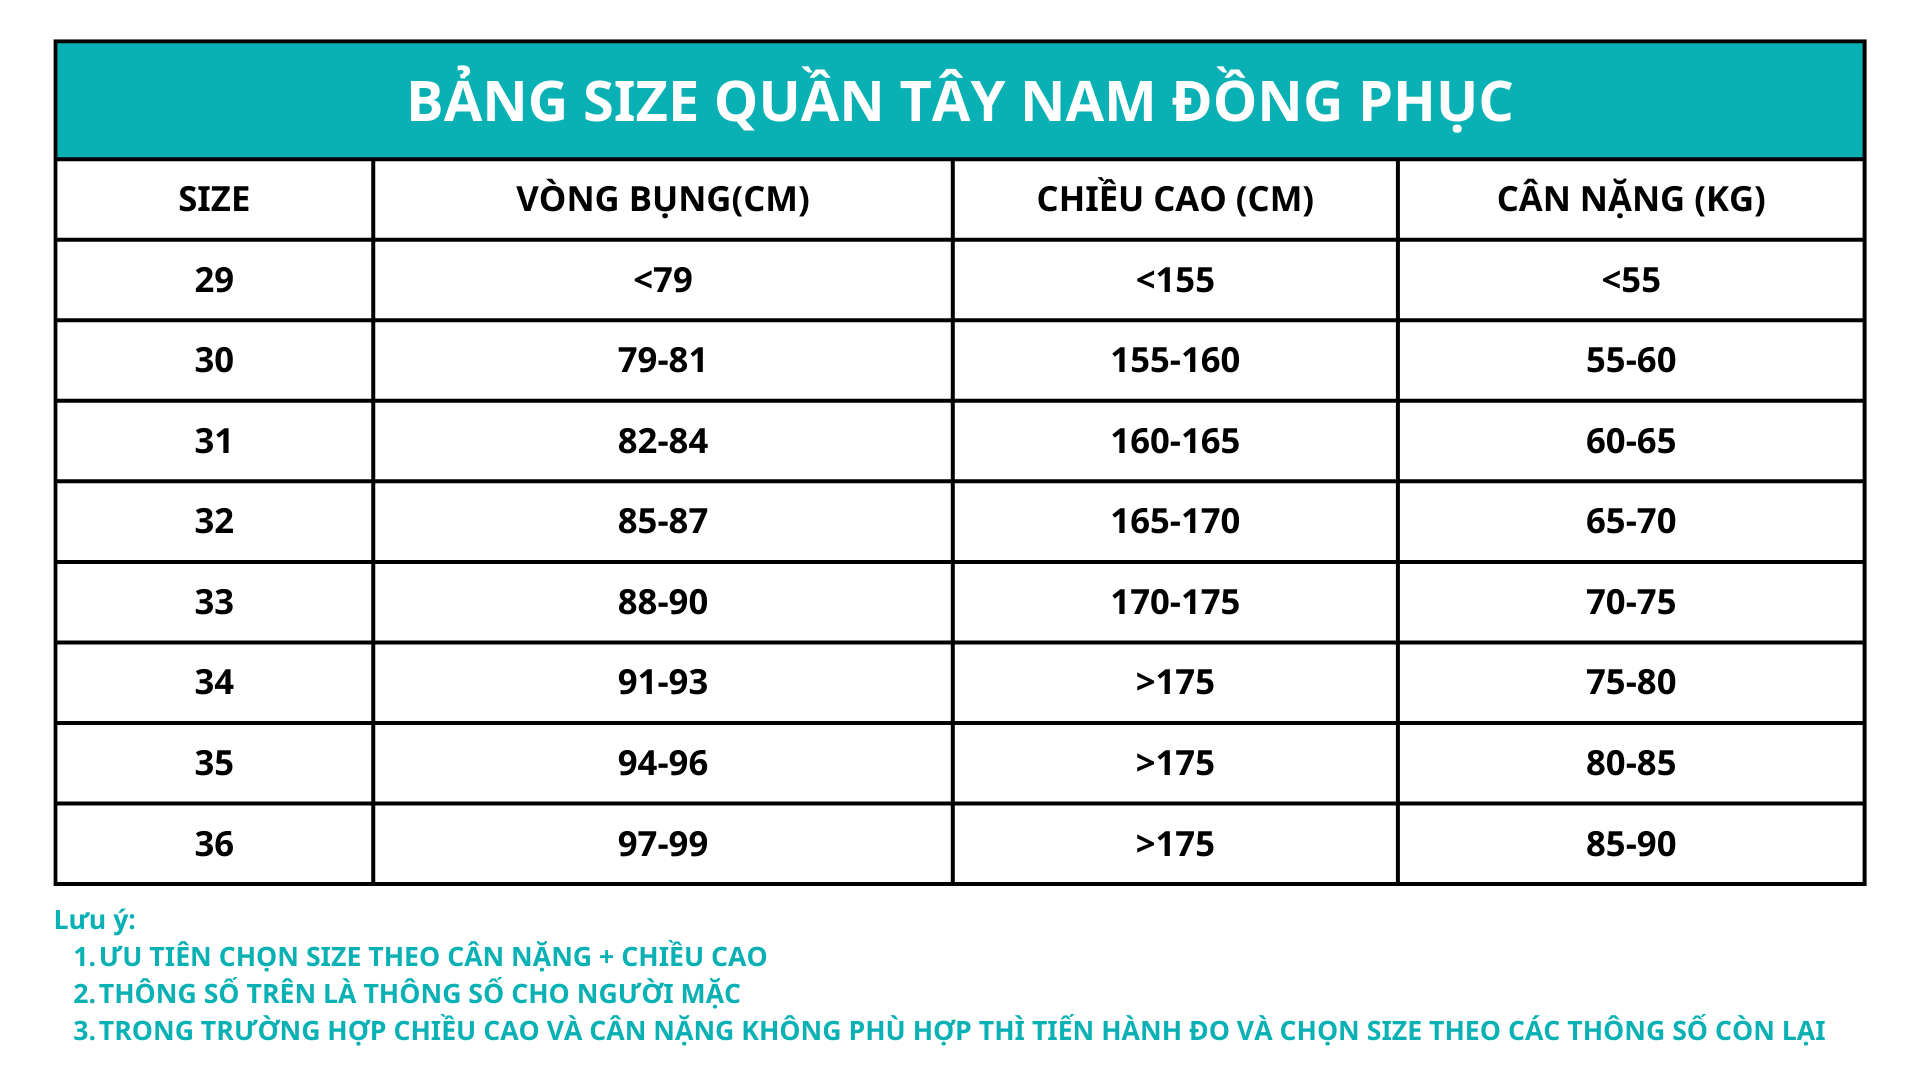 BẢNG SIZE QUẦN TÂY NAM ĐỒNG PHỤC
SIZE VÒNG BỤNG(CM) CHIỀU CAO (CM) CÂN NẶNG (KG)
29 <79 <155 <55
30 79-81 155-160 55-60
31 82-84 160-165 60-65
32 85-87 165-170 65-70
33 88-90 170-175 70-75
34 91-93 >175 75-80
35 94-96 >175 80-85
36 97-99 >175 85-90
Lưu ý:
1. ƯU TIÊN CHỌN SIZE THEO CÂN NẶNG + CHIỀU CAO
2. THÔNG SỐ TRÊN LÀ THÔNG SỐ CHO NGƯỜI MẶC
3. TRONG TRƯỜNG HỢP CHIỀU CAO VÀ CÂN NẶNG KHÔNG PHÙ HỢP THÌ TIẾN HÀNH ĐO VÀ CHỌN SIZE THEO CÁC THÔNG SỐ CÒN LẠI